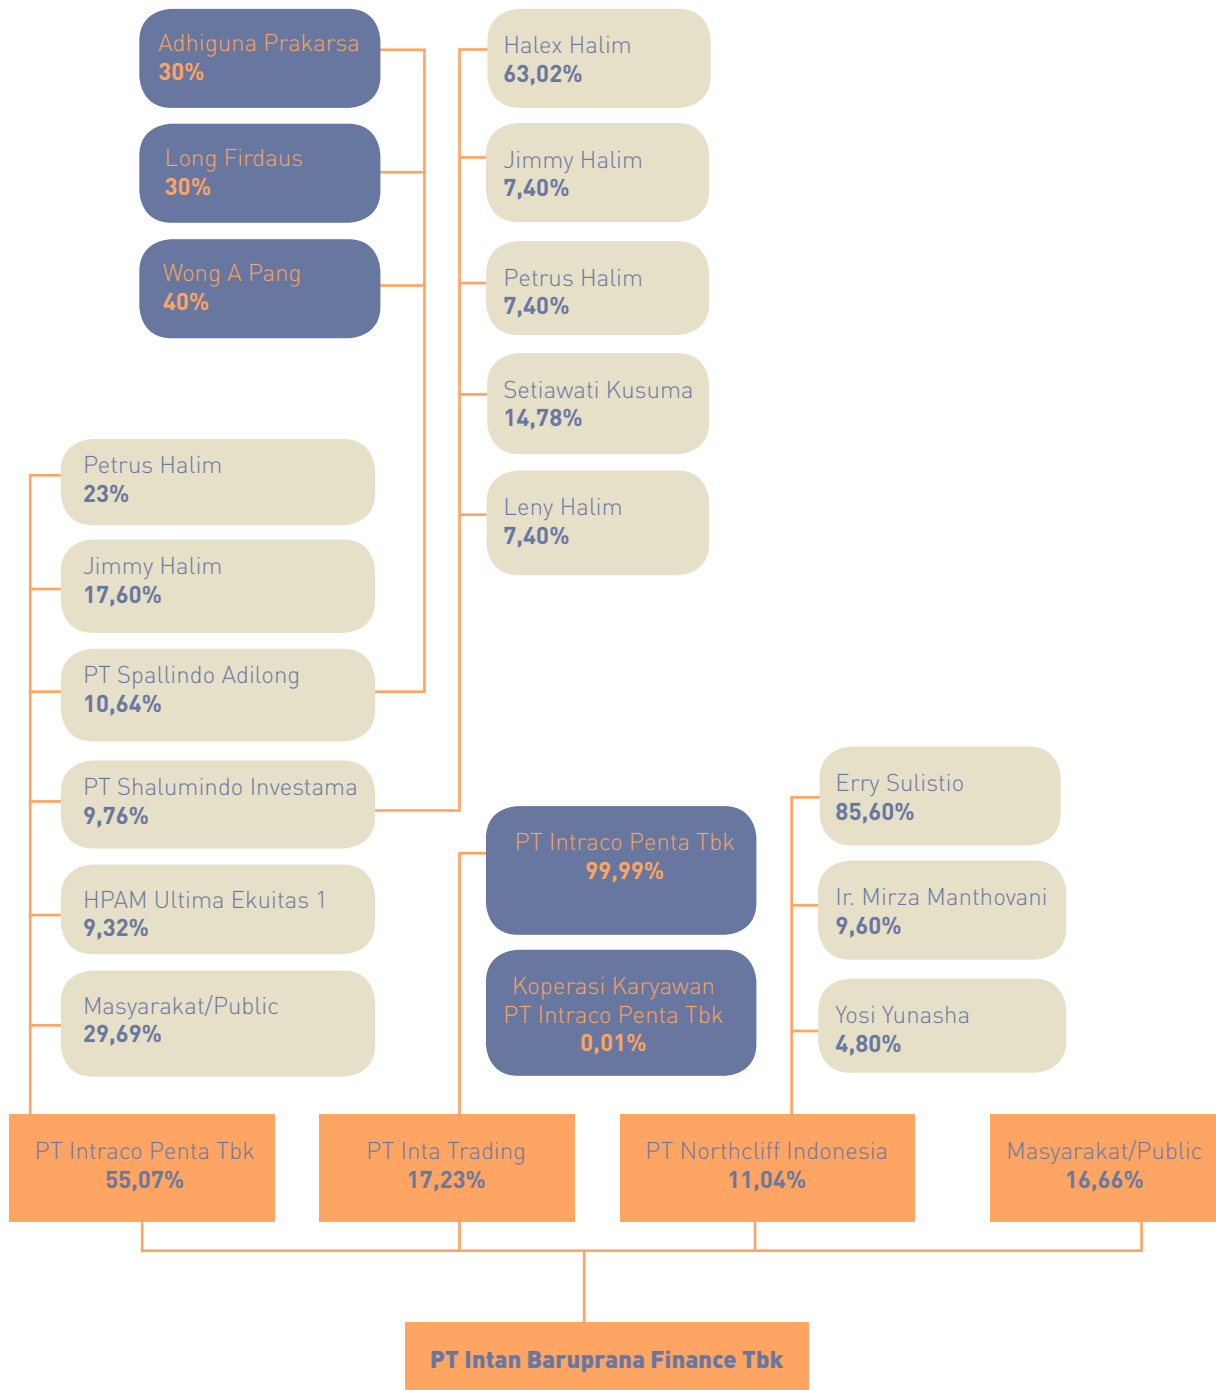 Adhiguna Prakarsa
30%
Long Firdaus
30%
Wong A Pang
40%
Halex Halim
63,02%
Jimmy Halim
7,40%
Petrus Halim
7,40%
Setiawati Kusuma
14,78%
Leny Halim
7,40%
Petrus Halim
23%
Jimmy Halim
17,60%
PT Spallindo Adilong
10,64%
PT Shalumindo Investama
9,76%
HPAM Ultima Ekuitas 1
9,32%
Masyarakat/Public
29,69%
PT Intraco Penta Tbk
99,99%
Koperasi Karyawan
PT Intraco Penta Tbk
0,01%
Erry Sulistio
85,60%
Ir. Mirza Manthovani
9,60%
Yosi Yunasha
4,80%
PT Intraco Penta Tbk
55,07%
PT Inta Trading
17,23%
PT Northcliff Indonesia
11,04%
Masyarakat/Public
16,66%
PT Intan Baruprana Finance Tbk